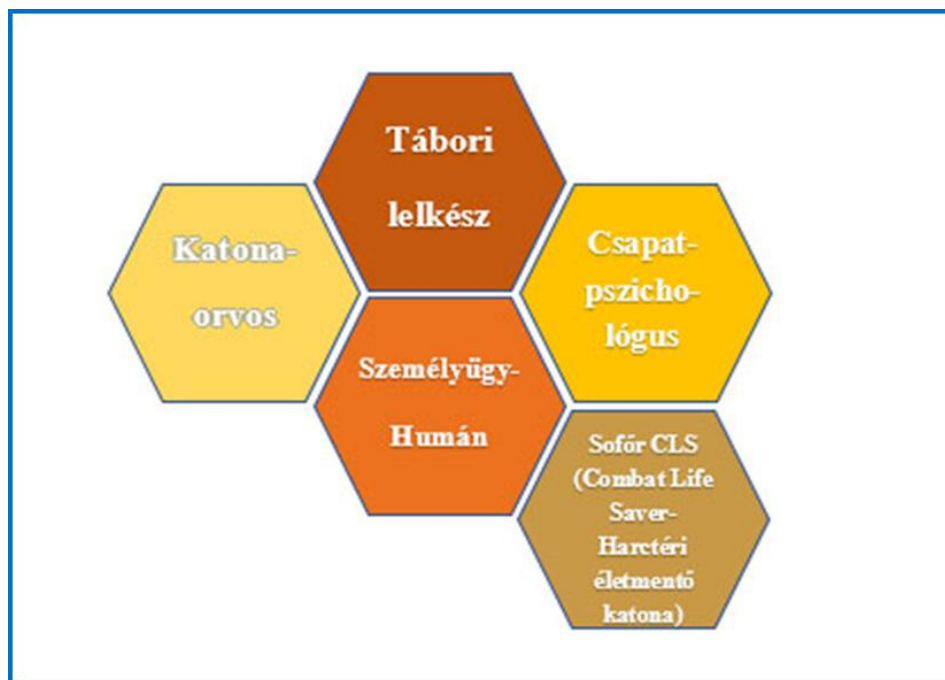 Tábori
lelkész
Katona-
orvos
Csapat-
pszicho-
lógus
Személyügy-
Humán
Sofőr CLS
(Combat Life
Saver-
Harctéri
életmentő
katona)